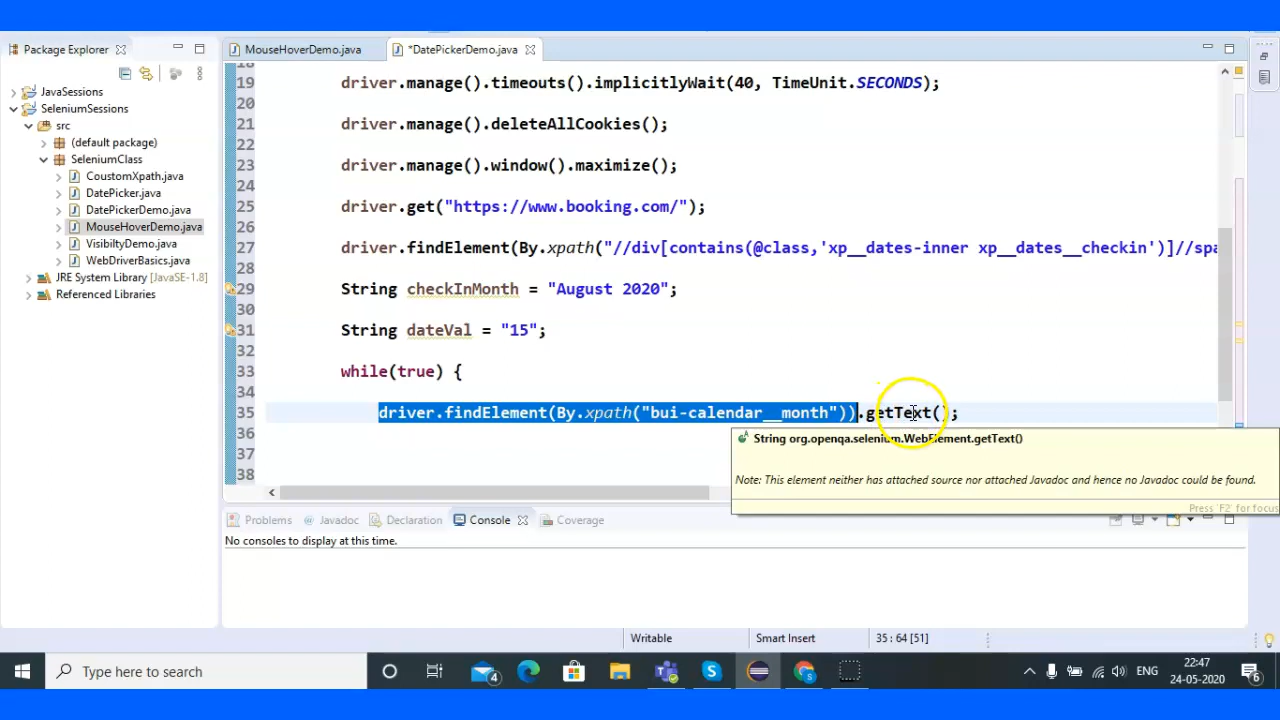 Package Explorer
MouseHoverDemo.java
*DatePickerDemo.java
JavaSessions
SeleniumSessions
src
(default package)
SeleniumClass
CoustomXpath.java
DatePicker.java
DatePickerDemo.java
MouseHoverDemo.java
VisibiltyDemo.java
WebDriverBasics.java
JRE System Library [JavaSE-1.8]
Referenced Libraries
19 driver.manage().timeouts().implicitlyWait(40, TimeUnit.SECONDS);
20
21 driver.manage().deleteAllCookies();
22
23 driver.manage().window().maximize();
24
25 driver.get("https://www.booking.com/");
26
27 driver.findElement(By.xpath("//div[contains(@class,'xp__dates-inner xp__dates__checkin')]//spa
28
29 String checkInMonth = "August 2020";
30
31 String dateVal = "15";
32
33 while(true) {
34
35 driver.findElement(By.xpath("bui-calendar__month")).getText();
36
37
38
String org.openqa.selenium.WebElement.getText()
Note: This element neither has attached source nor attached Javadoc and hence no Javadoc could be found.
Press 'F2' for focus
Problems
Javadoc
Declaration
Console
Coverage
No consoles to display at this time.
Writable
Smart Insert
35 : 64 [51]
Type here to search
4
ENG
22:47
24-05-2020
6